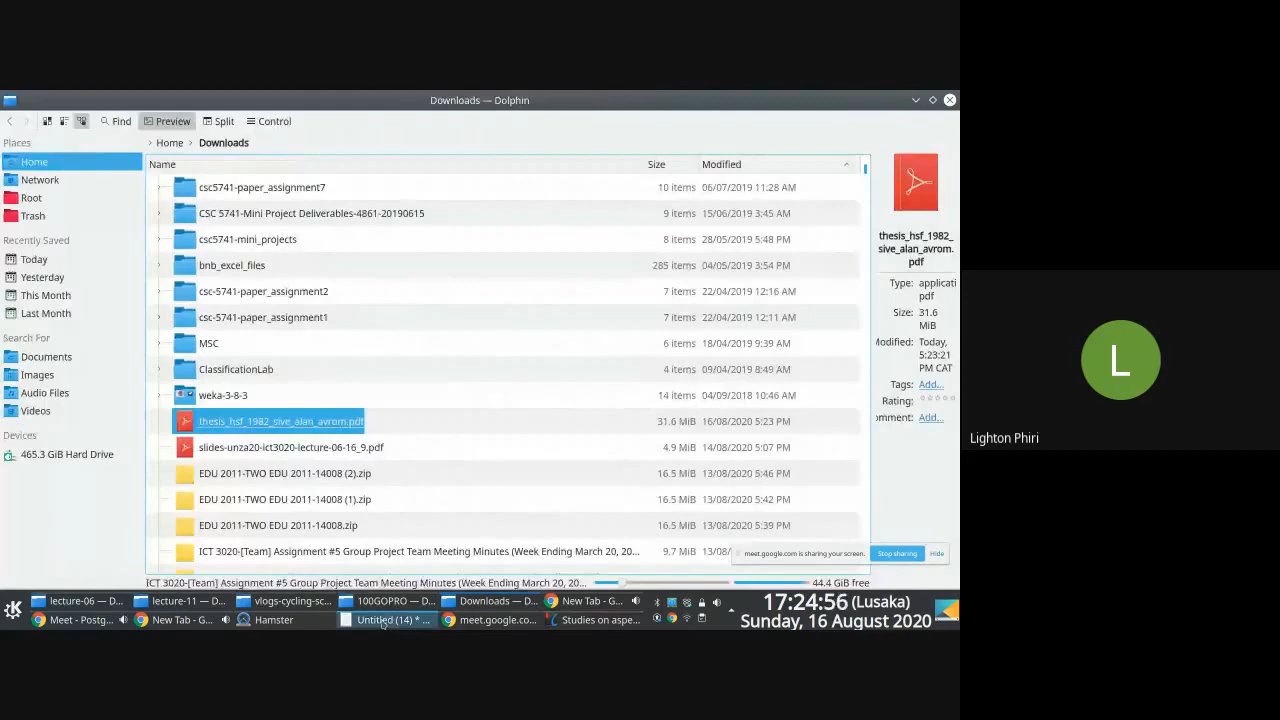 Downloads — Dolphin
Find
Preview
Split
Control
Places
Home
Network
Root
Trash
Recently Saved
Today
Yesterday
This Month
Last Month
Search For
Documents
Images
Audio Files
Videos
Devices
465.3 GiB Hard Drive
Home
Downloads
Name Size Modified
csc5741-paper_assignment7 10 items 06/07/2019 11:28 AM
CSC 5741-Mini Project Deliverables-4861-20190615 9 items 15/06/2019 3:45 AM
csc5741-mini_projects 8 items 28/05/2019 5:48 PM
bnb_excel_files 285 items 04/05/2019 3:54 PM
csc-5741-paper_assignment2 7 items 22/04/2019 12:16 AM
csc-5741-paper_assignment1 7 items 22/04/2019 12:11 AM
MSC 6 items 18/04/2019 9:39 AM
ClassificationLab 4 items 09/04/2019 8:49 AM
weka-3-8-3 14 items 04/09/2018 10:46 AM
thesis_hsf_1982_sive_alan_avrom.pdf 31.6 MiB 16/08/2020 5:23 PM
slides-unza20-ict3020-lecture-06-16_9.pdf 4.9 MiB 14/08/2020 5:07 PM
EDU 2011-TWO EDU 2011-14008 (2).zip 16.5 MiB 13/08/2020 5:46 PM
EDU 2011-TWO EDU 2011-14008 (1).zip 16.5 MiB 13/08/2020 5:42 PM
EDU 2011-TWO EDU 2011-14008.zip 16.5 MiB 13/08/2020 5:39 PM
ICT 3020-[Team] Assignment #5 Group Project Team Meeting Minutes (Week Ending March 20, 20... 9.7 MiB 13/08/
thesis_hsf_1982_
sive_alan_avrom.
pdf
Type: applicati
pdf
Size: 31.6
MiB
Modified: Today,
5:23:21
PM CAT
Tags: Add...
Rating:
omment: Add...
meet.google.com is sharing your screen. Stop sharing Hide
ICT 3020-[Team] Assignment #5 Group Project Team Meeting Minutes (Week Ending March 20, 20... 44.4 GiB free
lecture-06 — D... lecture-11 — D... vlogs-cycling-sc... 100GOPRO — D... Downloads — D... New Tab - G...
Meet - Postg... New Tab - G... Hamster Untitled (14) * ... meet.google.co... Studies on aspe...
17:24:56 (Lusaka)
Sunday, 16 August 2020
L
Lighton Phiri